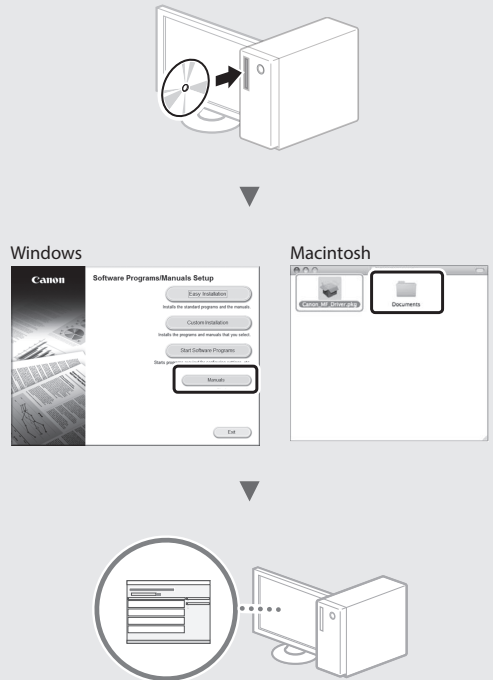 Windows
Macintosh
Canon
Software Programs/Manuals Setup
Easy Installation
Installs the standard programs and the manuals.
Custom Installation
Installs the programs and manuals that you select.
Start Software Programs
Manuals
Exit
Canon_MF_Driver.pkg
Documents